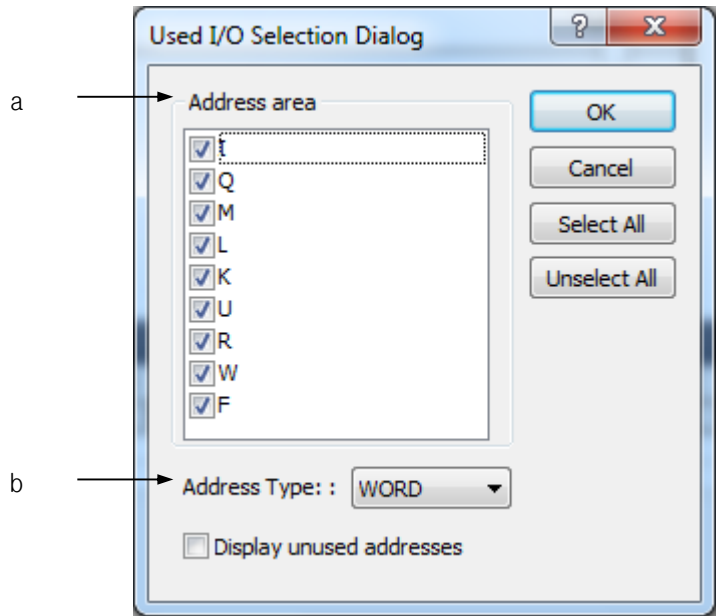 Used I/O Selection Dialog
?
X
a
Address area
OK
I
Q
Cancel
M
Select All
L
K
Unselect All
U
R
W
F
b
Address Type: :
WORD
Display unused addresses